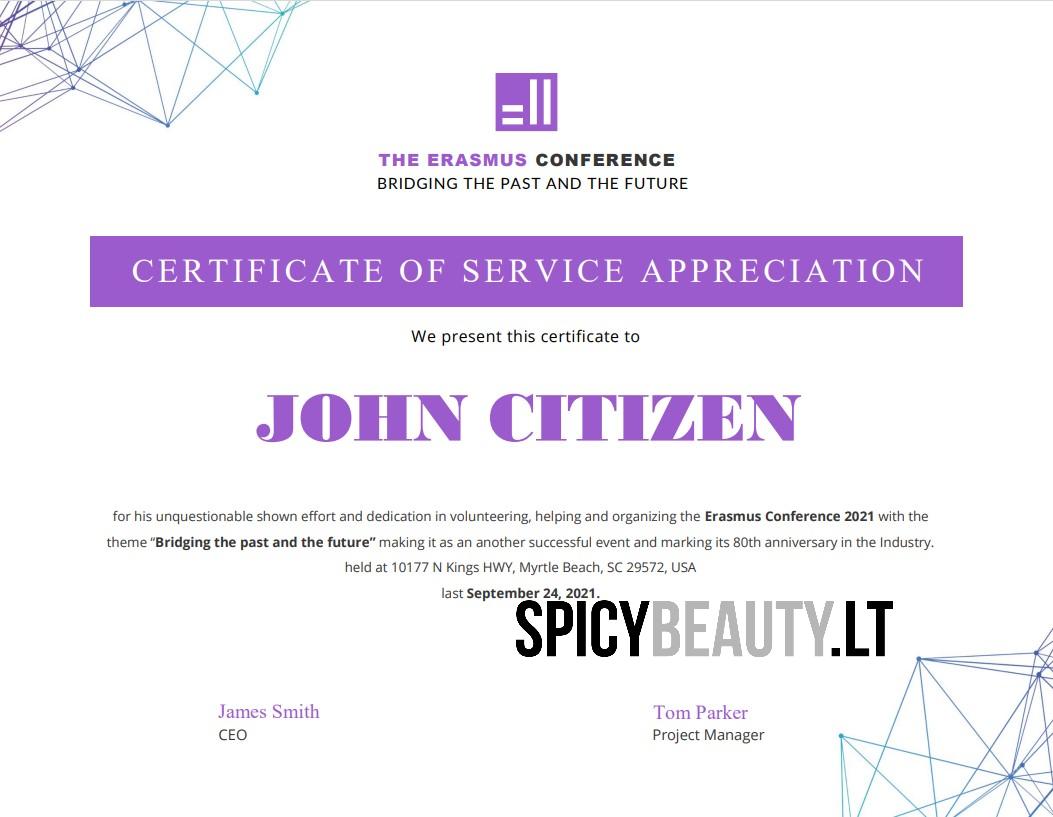 THE ERASMUS CONFERENCE
BRIDGING THE PAST AND THE FUTURE
CERTIFICATE OF SERVICE APPRECIATION
We present this certificate to
JOHN CITIZEN
for his unquestionable shown effort and dedication in volunteering, helping and organizing the Erasmus Conference 2021 with the
theme “Bridging the past and the future” making it as an another successful event and marking its 80th anniversary in the Industry.
held at 10177 N Kings HWY, Myrtle Beach, SC 29572, USA
last September 24, 2021.
SPICYBEAUTY.LT
James Smith
CEO
Tom Parker
Project Manager